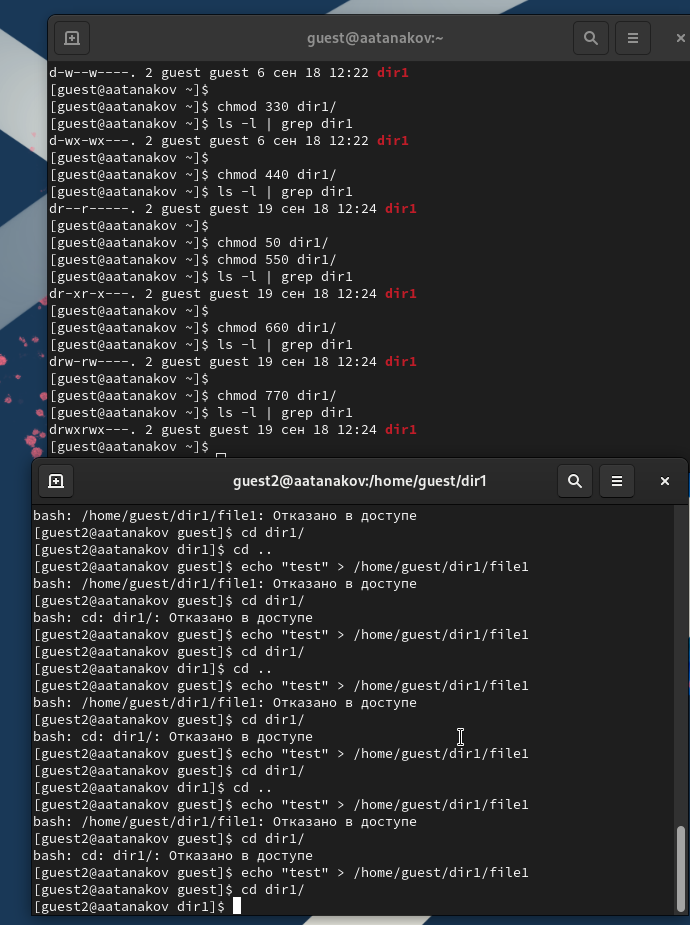 guest@aatanakov:~
d-w--w----. 2 guest guest 6 сен 18 12:22 dir1
[guest@aatanakov ~]$
[guest@aatanakov ~]$ chmod 330 dir1/
[guest@aatanakov ~]$ ls -l | grep dir1
d-wx-wx---. 2 guest guest 6 сен 18 12:22 dir1
[guest@aatanakov ~]$
[guest@aatanakov ~]$ chmod 440 dir1/
[guest@aatanakov ~]$ ls -l | grep dir1
dr--r-----. 2 guest guest 19 сен 18 12:24 dir1
[guest@aatanakov ~]$
[guest@aatanakov ~]$ chmod 50 dir1/
[guest@aatanakov ~]$ chmod 550 dir1/
[guest@aatanakov ~]$ ls -l | grep dir1
dr-xr-x---. 2 guest guest 19 сен 18 12:24 dir1
[guest@aatanakov ~]$
[guest@aatanakov ~]$ chmod 660 dir1/
[guest@aatanakov ~]$ ls -l | grep dir1
drw-rw----. 2 guest guest 19 сен 18 12:24 dir1
[guest@aatanakov ~]$
[guest@aatanakov ~]$ chmod 770 dir1/
[guest@aatanakov ~]$ ls -l | grep dir1
drwxrwx---. 2 guest guest 19 сен 18 12:24 dir1
[guest@aatanakov ~]$
guest2@aatanakov:/home/guest/dir1
bash: /home/guest/dir1/file1: Отказано в доступе
[guest2@aatanakov guest]$ cd dir1/
[guest2@aatanakov dir1]$ cd ..
[guest2@aatanakov guest]$ echo "test" > /home/guest/dir1/file1
bash: /home/guest/dir1/file1: Отказано в доступе
[guest2@aatanakov guest]$ cd dir1/
bash: cd: dir1/: Отказано в доступе
[guest2@aatanakov guest]$ echo "test" > /home/guest/dir1/file1
[guest2@aatanakov guest]$ cd dir1/
[guest2@aatanakov dir1]$ cd ..
[guest2@aatanakov guest]$ echo "test" > /home/guest/dir1/file1
bash: /home/guest/dir1/file1: Отказано в доступе
[guest2@aatanakov guest]$ cd dir1/
bash: cd: dir1/: Отказано в доступе
[guest2@aatanakov guest]$ echo "test" > /home/guest/dir1/file1
[guest2@aatanakov guest]$ cd dir1/
[guest2@aatanakov dir1]$ cd ..
[guest2@aatanakov guest]$ echo "test" > /home/guest/dir1/file1
bash: /home/guest/dir1/file1: Отказано в доступе
[guest2@aatanakov guest]$ cd dir1/
bash: cd: dir1/: Отказано в доступе
[guest2@aatanakov guest]$ echo "test" > /home/guest/dir1/file1
[guest2@aatanakov guest]$ cd dir1/
[guest2@aatanakov dir1]$